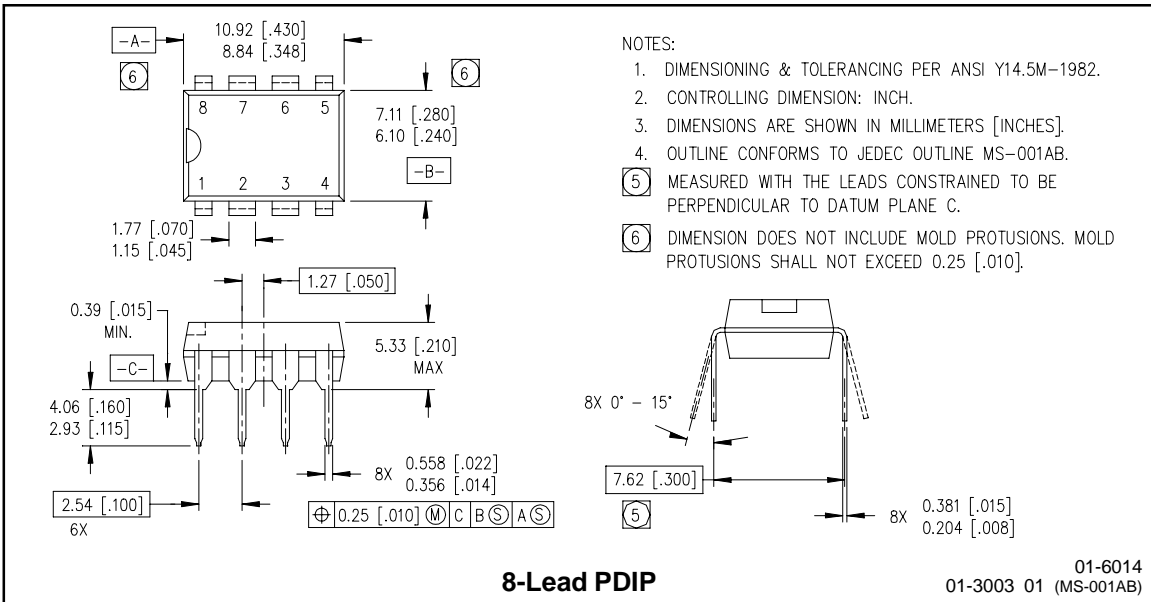 -A-
10.92 [.430]
8.84 [.348]
6
6
8 7 6 5
7.11 [.280]
6.10 [.240]
-B-
1 2 3 4
1.77 [.070]
1.15 [.045]
1.27 [.050]
0.39 [.015]
MIN.
-C-
5.33 [.210]
MAX
4.06 [.160]
2.93 [.115]
8X 0.558 [.022]
0.356 [.014]
2.54 [.100]
6X
⌖ 0.25 [.010] Ⓜ C BⓈ AⓈ
NOTES:
1. DIMENSIONING & TOLERANCING PER ANSI Y14.5M-1982.
2. CONTROLLING DIMENSION: INCH.
3. DIMENSIONS ARE SHOWN IN MILLIMETERS [INCHES].
4. OUTLINE CONFORMS TO JEDEC OUTLINE MS-001AB.
5 MEASURED WITH THE LEADS CONSTRAINED TO BE
PERPENDICULAR TO DATUM PLANE C.
6 DIMENSION DOES NOT INCLUDE MOLD PROTUSIONS. MOLD
PROTUSIONS SHALL NOT EXCEED 0.25 [.010].
8X 0° - 15°
7.62 [.300]
5
8X 0.381 [.015]
0.204 [.008]
8-Lead PDIP
01-6014
01-3003 01 (MS-001AB)